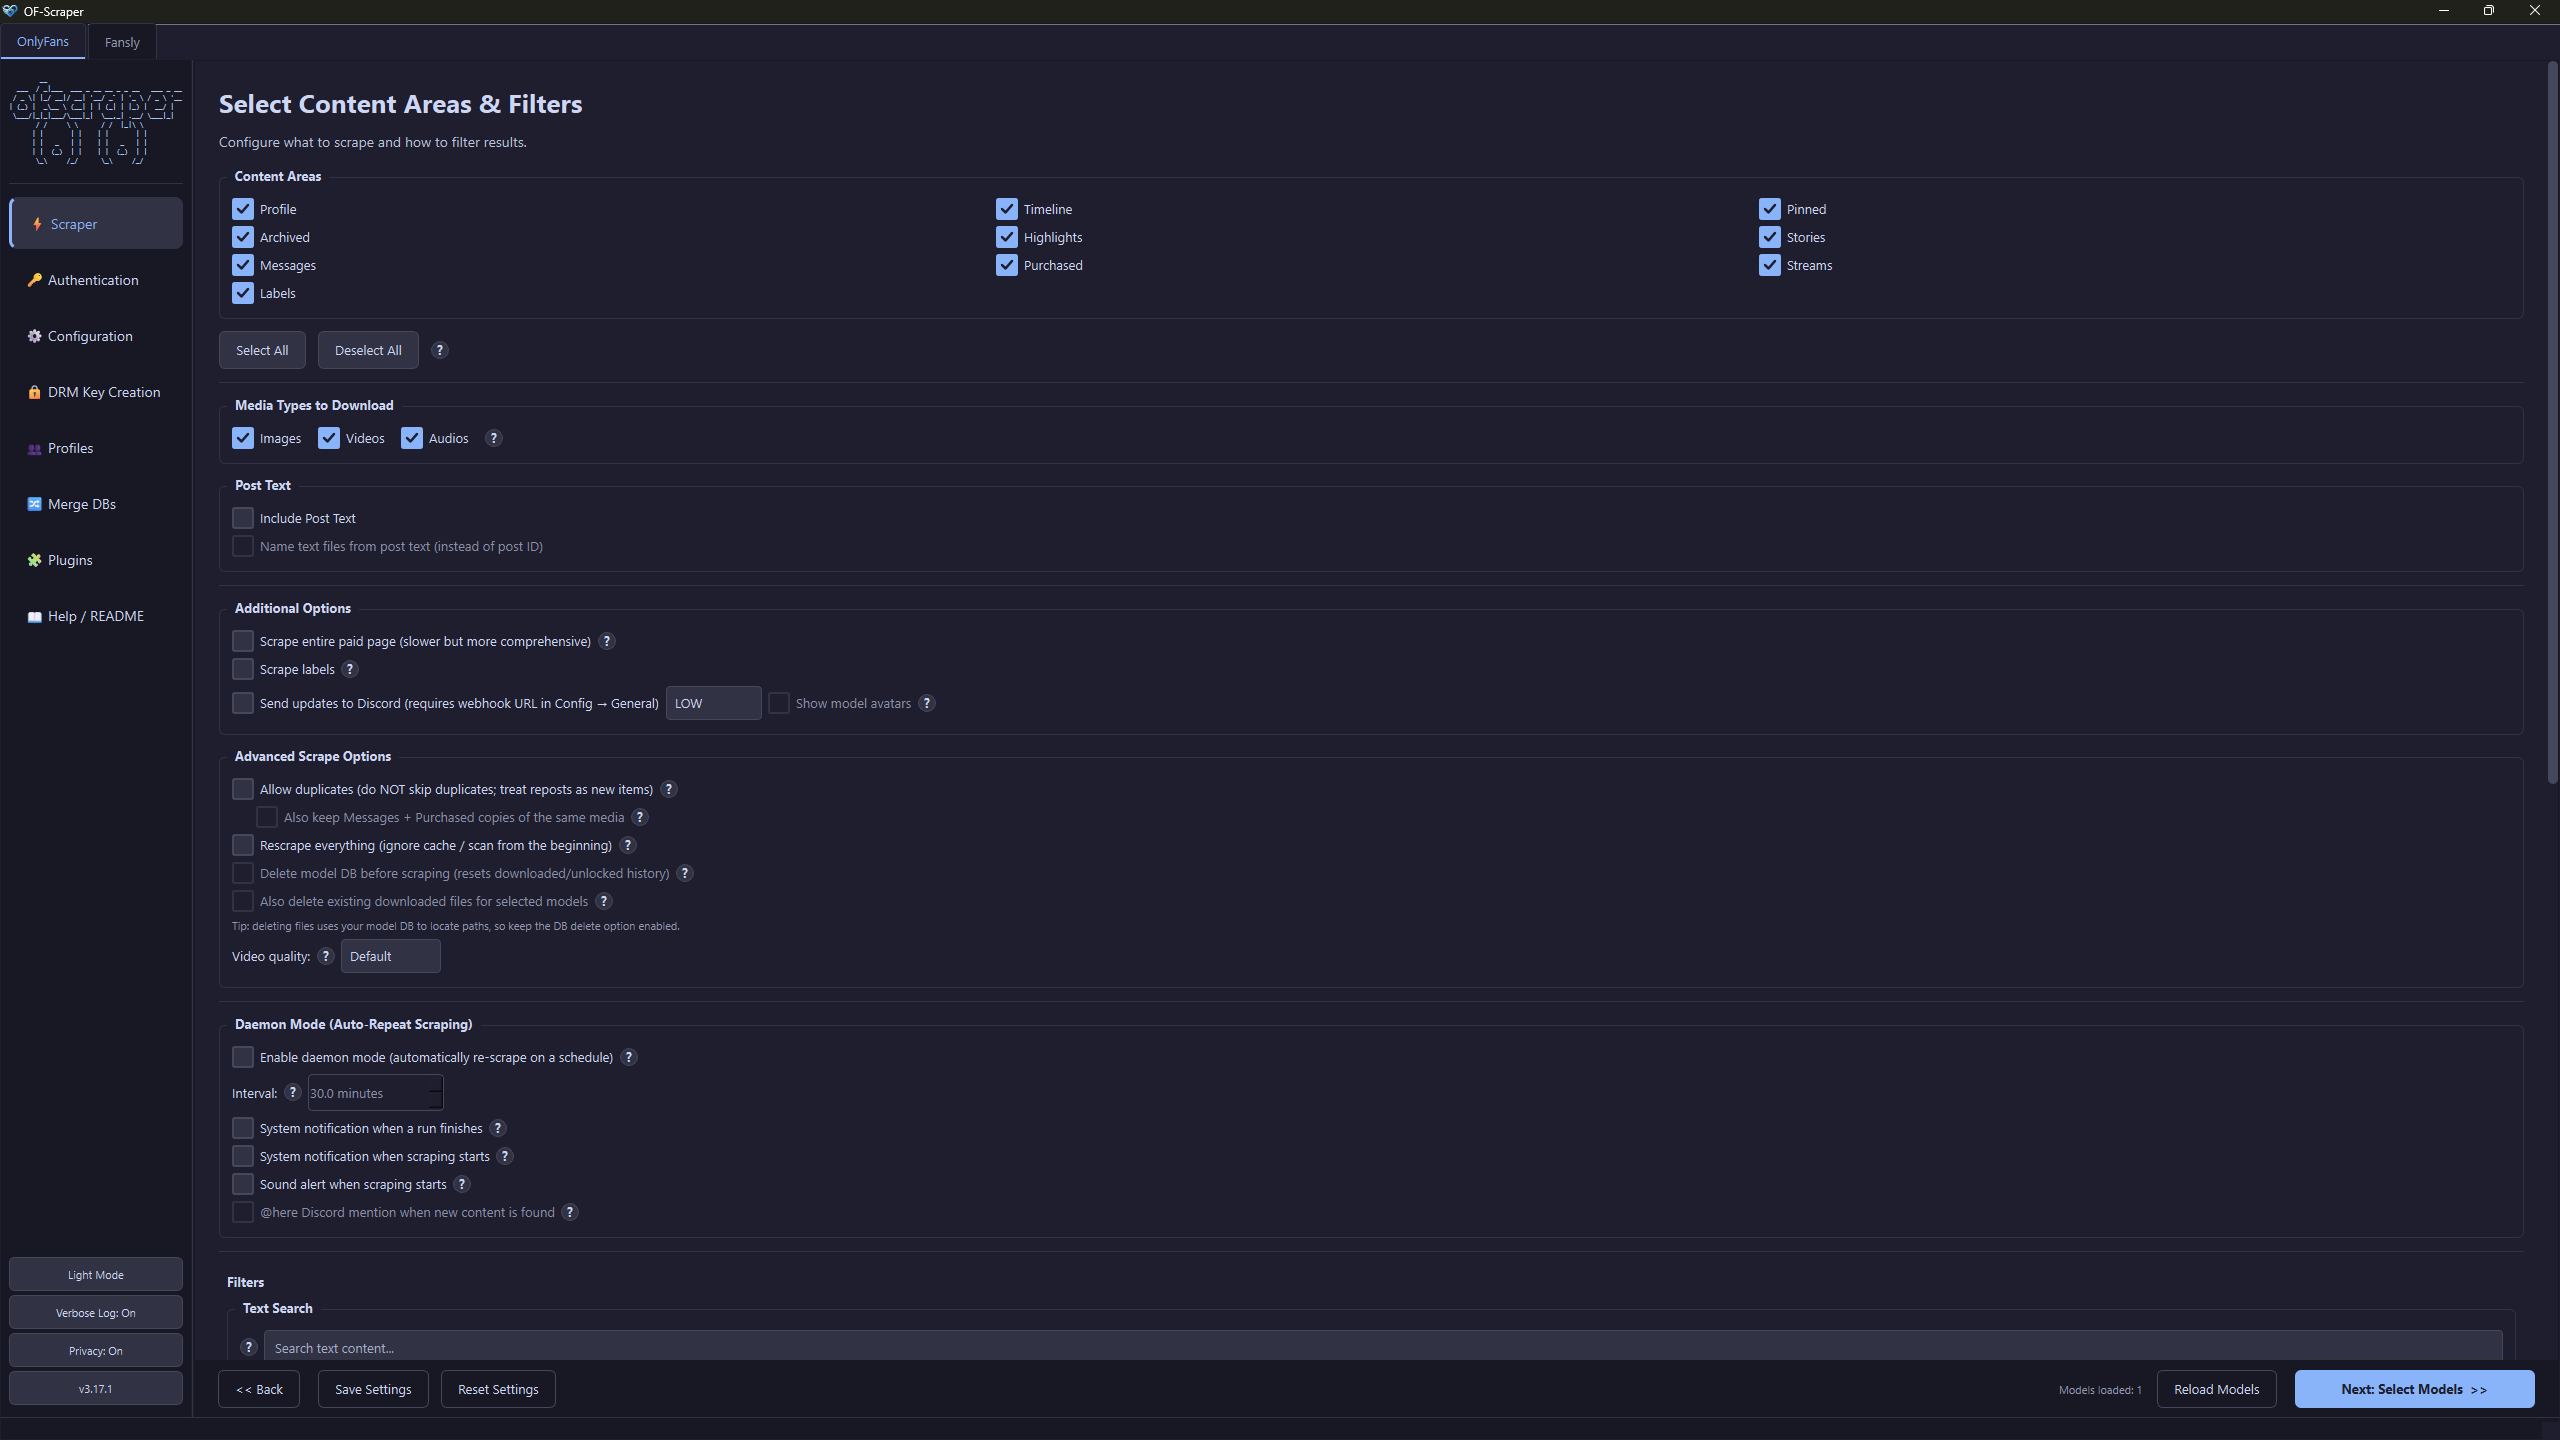 OF-Scraper
OnlyFans
Fansly
Scraper
Authentication
Configuration
DRM Key Creation
Profiles
Merge DBs
Plugins
Help / README
Light Mode
Verbose Log: On
Privacy: On
v3.17.1
Select Content Areas & Filters
Configure what to scrape and how to filter results.
Content Areas
Profile Timeline Pinned
Archived Highlights Stories
Messages Purchased Streams
Labels
Select All Deselect All ?
Media Types to Download
Images Videos Audios ?
Post Text
Include Post Text
Name text files from post text (instead of post ID)
Additional Options
Scrape entire paid page (slower but more comprehensive) ?
Scrape labels ?
Send updates to Discord (requires webhook URL in Config → General) LOW Show model avatars ?
Advanced Scrape Options
Allow duplicates (do NOT skip duplicates; treat reposts as new items) ?
Also keep Messages + Purchased copies of the same media ?
Rescrape everything (ignore cache / scan from the beginning) ?
Delete model DB before scraping (resets downloaded/unlocked history) ?
Also delete existing downloaded files for selected models ?
Tip: deleting files uses your model DB to locate paths, so keep the DB delete option enabled.
Video quality: ? Default
Daemon Mode (Auto-Repeat Scraping)
Enable daemon mode (automatically re-scrape on a schedule) ?
Interval: ? 30.0 minutes
System notification when a run finishes ?
System notification when scraping starts ?
Sound alert when scraping starts ?
@here Discord mention when new content is found ?
Filters
Text Search
? Search text content...
<< Back Save Settings Reset Settings Models loaded: 1 Reload Models Next: Select Models >>